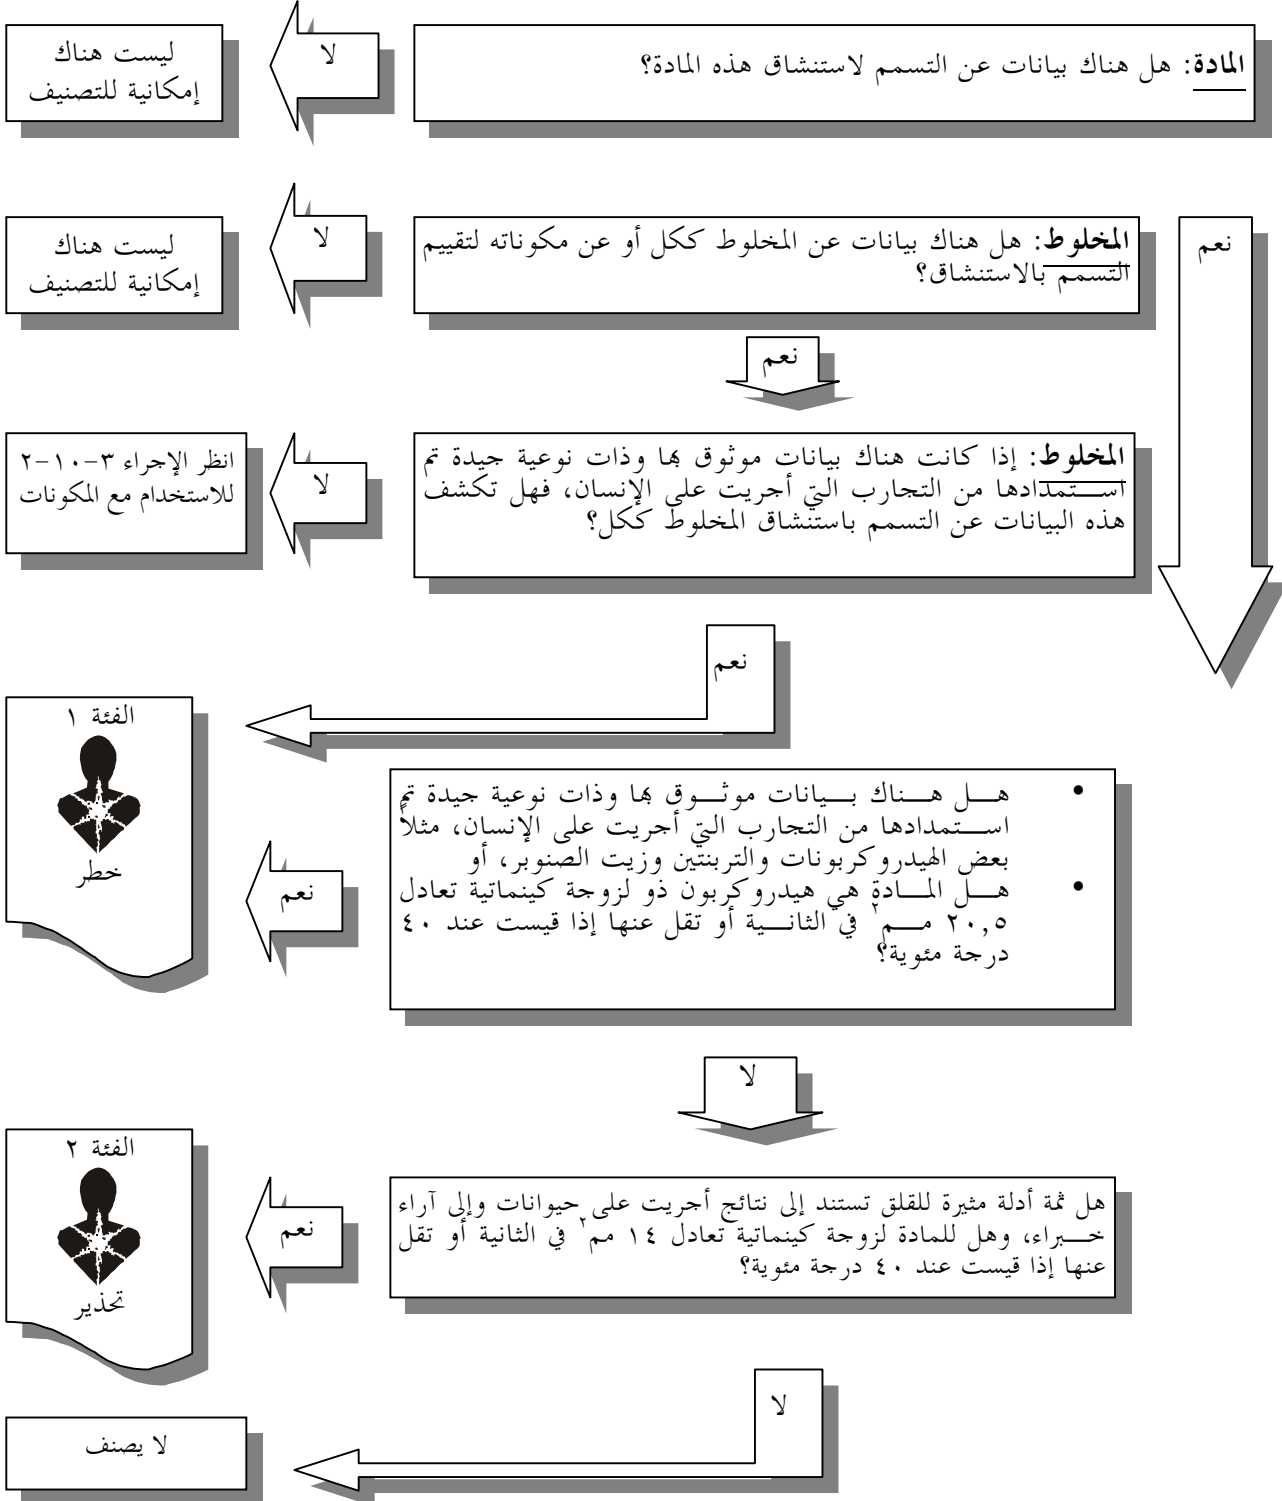 المادة: هل هناك بيانات عن التسمم لاستنشاق هذه المادة؟
لا
ليست هناك
إمكانية للتصنيف
نعم
المخلوط: هل هناك بيانات عن المخلوط ككل أو عن مكوناته لتقييم
التسمم بالاستنشاق؟
لا
ليست هناك
إمكانية للتصنيف
نعم
المخلوط: إذا كانت هناك بيانات موثوق بها وذات نوعية جيدة تم
استمدادها من التجارب التي أجريت على الإنسان، فهل تكشف
هذه البيانات عن التسمم باستنشاق المخلوط ككل؟
لا
انظر الإجراء ٣-١٠-٢
للاستخدام مع المكونات
نعم
• هل هناك بيانات موثوق بها وذات نوعية جيدة تم
استمدادها من التجارب التي أجريت على الإنسان، مثلاً
بعض الهيدروكربونات والتربنتين وزيت الصنوبر، أو
• هل المادة هي هيدروكربون ذو لزوجة كينماتية تعادل
٢٠,٥ مم٢ في الثانية أو تقل عنها إذا قيست عند ٤٠
درجة مئوية؟
نعم
الفئة ١
خطر
لا
هل ثمة أدلة مثيرة للقلق تستند إلى نتائج أجريت على حيوانات وإلى آراء
خبراء، وهل للمادة لزوجة كينماتية تعادل ١٤ مم٢ في الثانية أو تقل
عنها إذا قيست عند ٤٠ درجة مئوية؟
نعم
الفئة ٢
تحذير
لا
لا يصنف